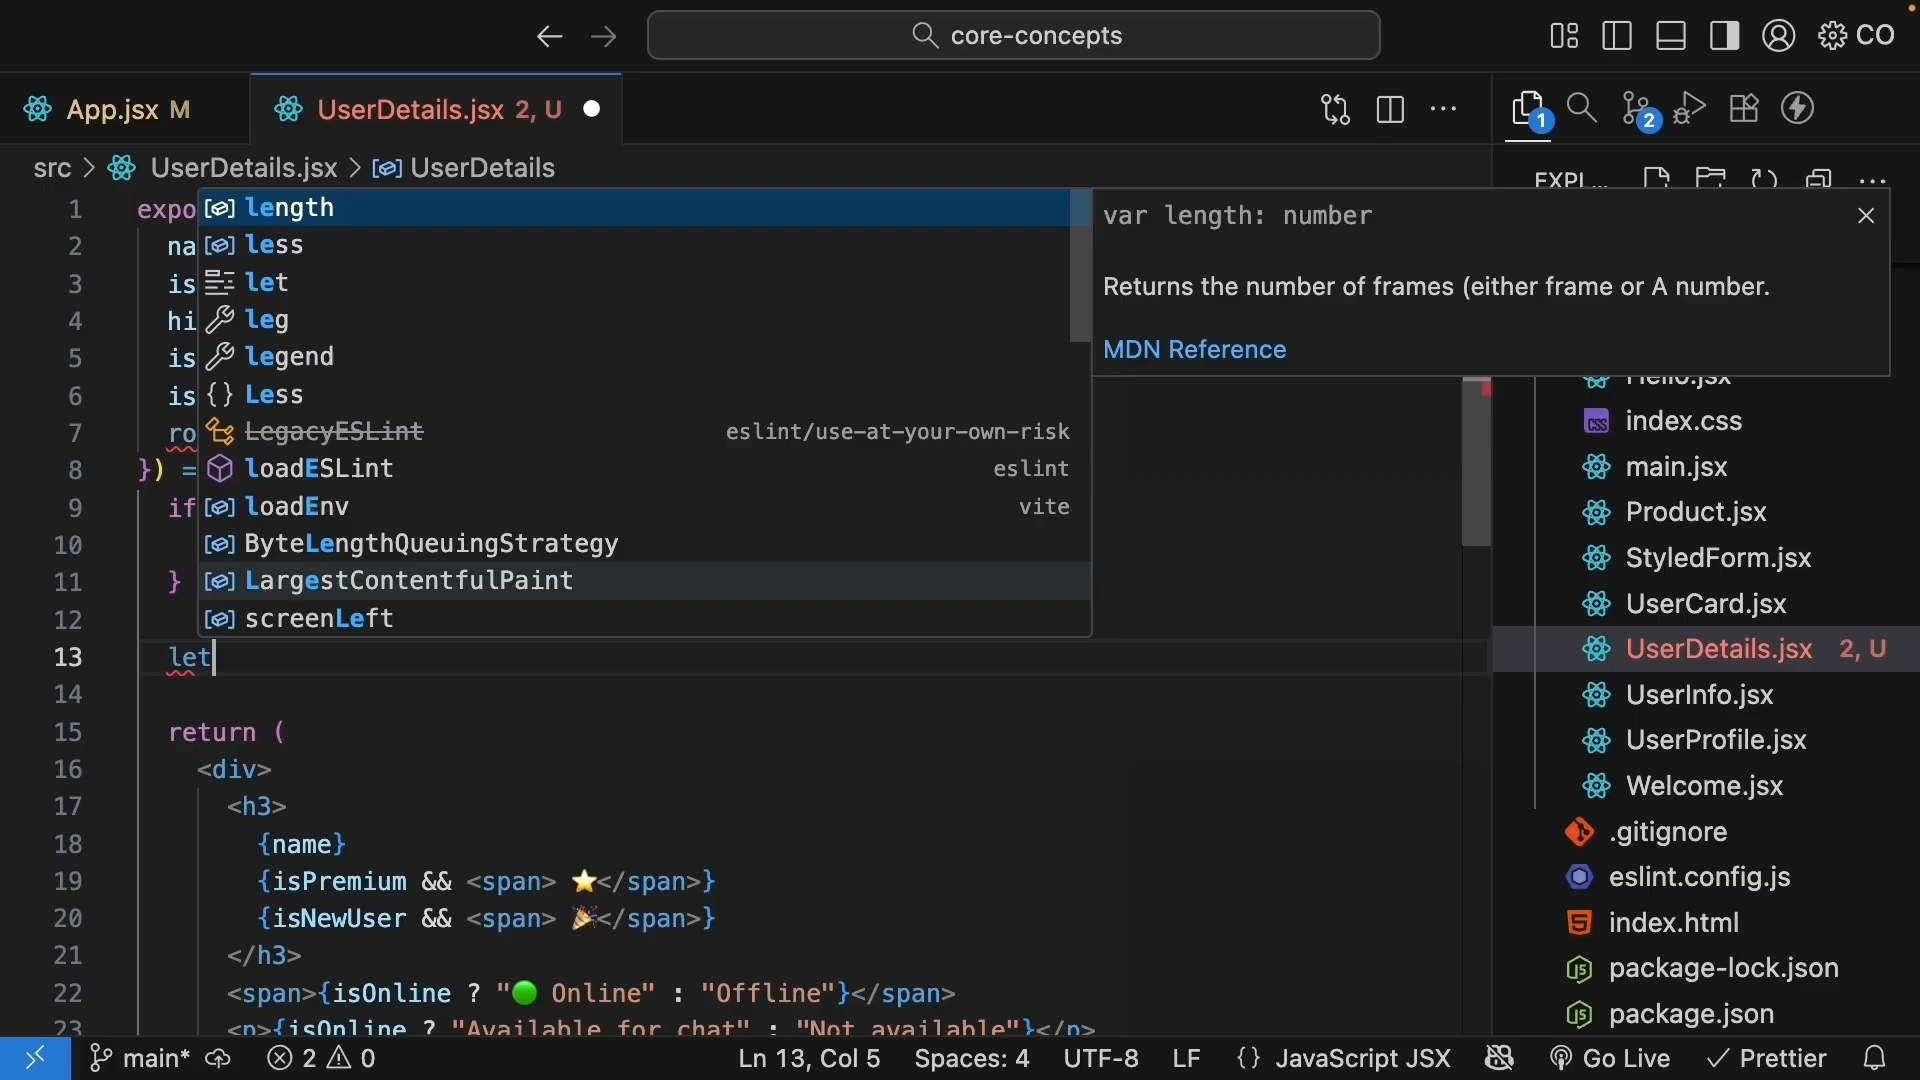 core-concepts
CO
App.jsx M
UserDetails.jsx 2, U
1
2
src > UserDetails.jsx > UserDetails
EXPL...
1 expo
2 na
3 is
4 hi
5 is
6 is
7 ro
8 }) =
9 if
10
11 }
12
13 let
14
15 return (
16 <div>
17 <h3>
18 {name}
19 {isPremium && <span> ⭐</span>}
20 {isNewUser && <span> 🎉</span>}
21 </h3>
22 <span>{isOnline ? "🟢 Online" : "Offline"}</span>
23 <p>{isOnline ? "Available for chat" : "Not available"}</p>
length
less
let
leg
legend
Less
LegacyESLint eslint/use-at-your-own-risk
loadESLint eslint
loadEnv vite
ByteLengthQueuingStrategy
LargestContentfulPaint
screenLeft
var length: number
Returns the number of frames (either frame or A number.
MDN Reference
Hello.jsx
index.css
main.jsx
Product.jsx
StyledForm.jsx
UserCard.jsx
UserDetails.jsx 2, U
UserInfo.jsx
UserProfile.jsx
Welcome.jsx
.gitignore
eslint.config.js
index.html
package-lock.json
package.json
main* 2 0 Ln 13, Col 5 Spaces: 4 UTF-8 LF {} JavaScript JSX Go Live Prettier